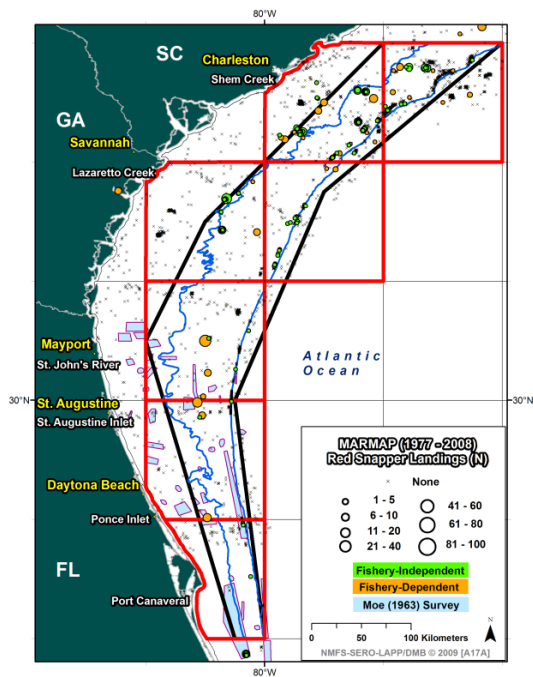 80°W
SC
Charleston
Shem Creek
GA
Savannah
Lazaretto Creek
Mayport
St. John's River
Atlantic
Ocean
30°N
30°N
St. Augustine
St. Augustine Inlet
Daytona Beach
Ponce Inlet
FL
Port Canaveral
MARMAP (1977 - 2008)
Red Snapper Landings (N)
None
1 - 5
6 - 10
11 - 20
21 - 40
41 - 60
61 - 80
81 - 100
Fishery-Independent
Fishery-Dependent
Moe (1963) Survey
0 50 100 Kilometers
N
NMFS-SERO-LAPP/DMB © 2009 [A17A]
80°W